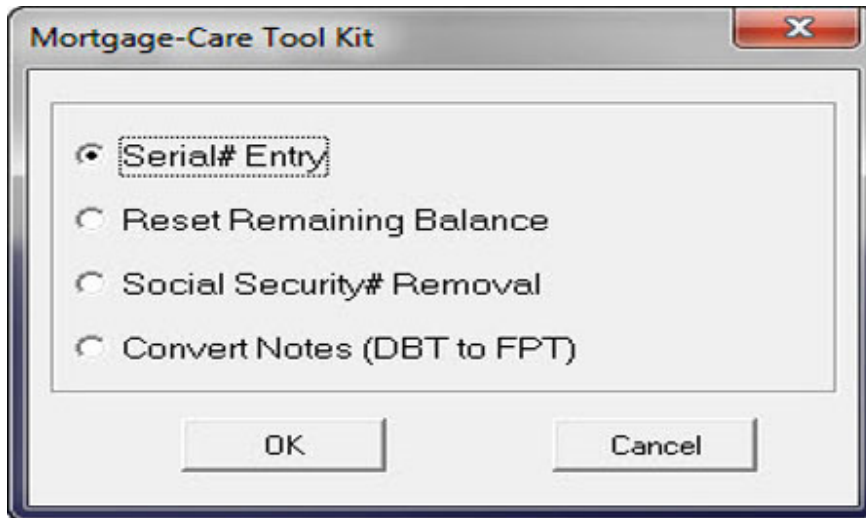 Mortgage-Care Tool Kit
Serial# Entry
Reset Remaining Balance
Social Security# Removal
Convert Notes (DBT to FPT)
OK Cancel